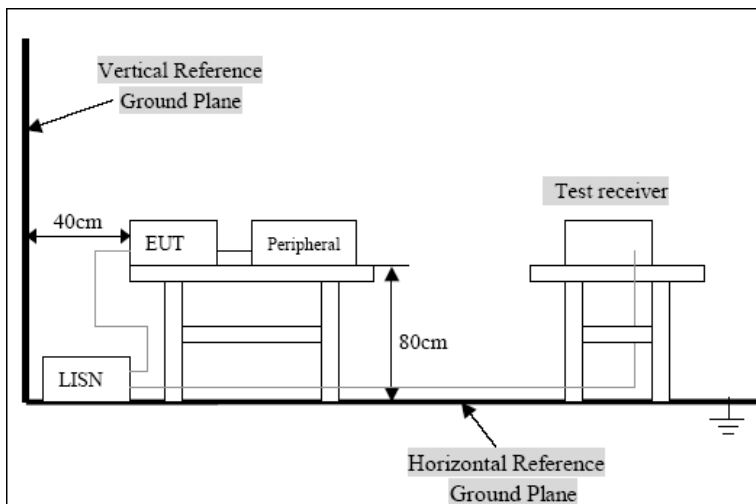 Vertical Reference
Ground Plane
40cm
EUT
Peripheral
Test receiver
80cm
LISN
Horizontal Reference
Ground Plane